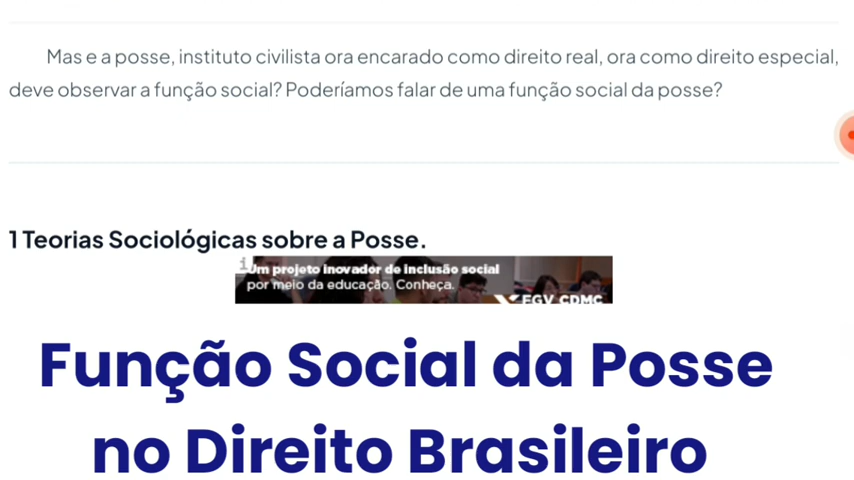 Mas e a posse, instituto civilista ora encarado como direito real, ora como direito especial,
deve observar a função social? Poderíamos falar de uma função social da posse?
1 Teorias Sociológicas sobre a Posse.
Um projeto inovador de inclusão social
por meio da educação. Conheça.
FGV CDMC
Função Social da Posse
no Direito Brasileiro